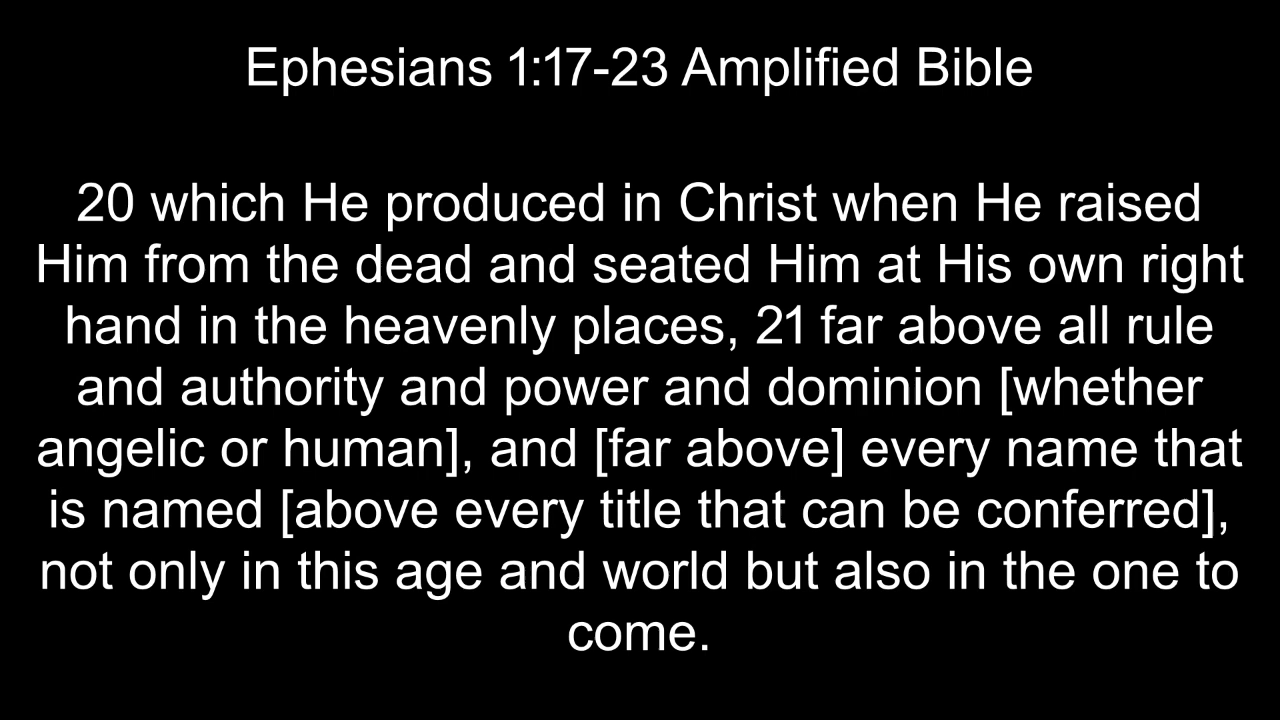 Ephesians 1:17-23 Amplified Bible
20 which He produced in Christ when He raised
Him from the dead and seated Him at His own right
hand in the heavenly places, 21 far above all rule
and authority and power and dominion [whether
angelic or human], and [far above] every name that
is named [above every title that can be conferred],
not only in this age and world but also in the one to
come.